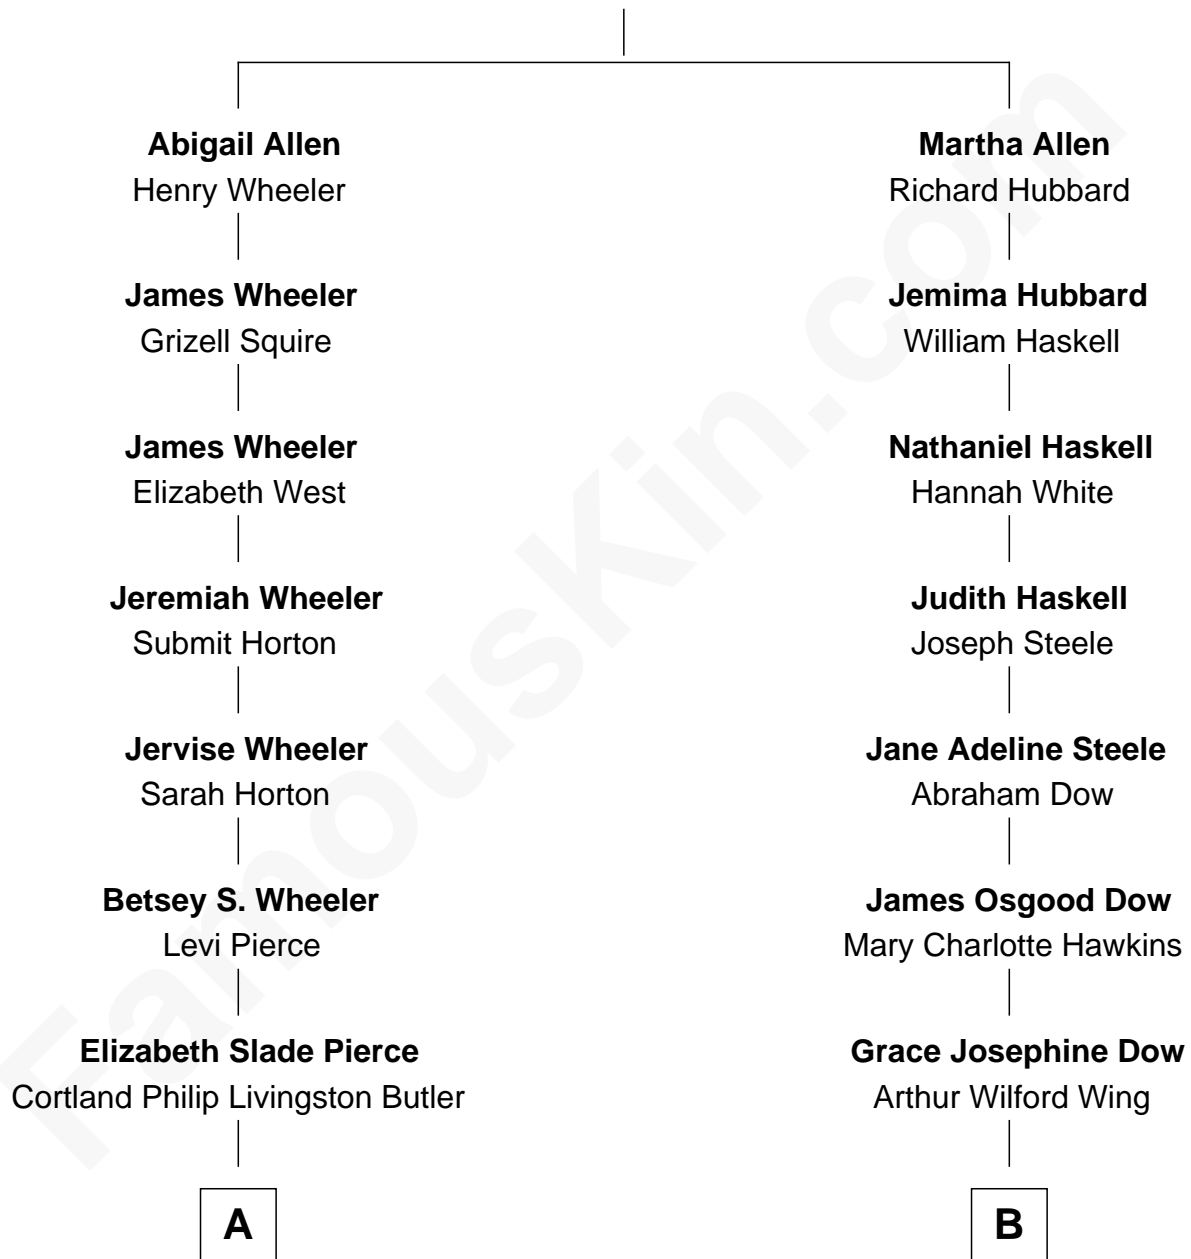 Abigail Allen
Henry Wheeler
Martha Allen
Richard Hubbard
James Wheeler
Grizell Squire
Jemima Hubbard
William Haskell
James Wheeler
Elizabeth West
Nathaniel Haskell
Hannah White
Jeremiah Wheeler
Submit Horton
Judith Haskell
Joseph Steele
Jervise Wheeler
Sarah Horton
Jane Adeline Steele
Abraham Dow
Betsey S. Wheeler
Levi Pierce
James Osgood Dow
Mary Charlotte Hawkins
Elizabeth Slade Pierce
Cortland Philip Livingston Butler
Grace Josephine Dow
Arthur Wilford Wing
A
B
FamousKin.com